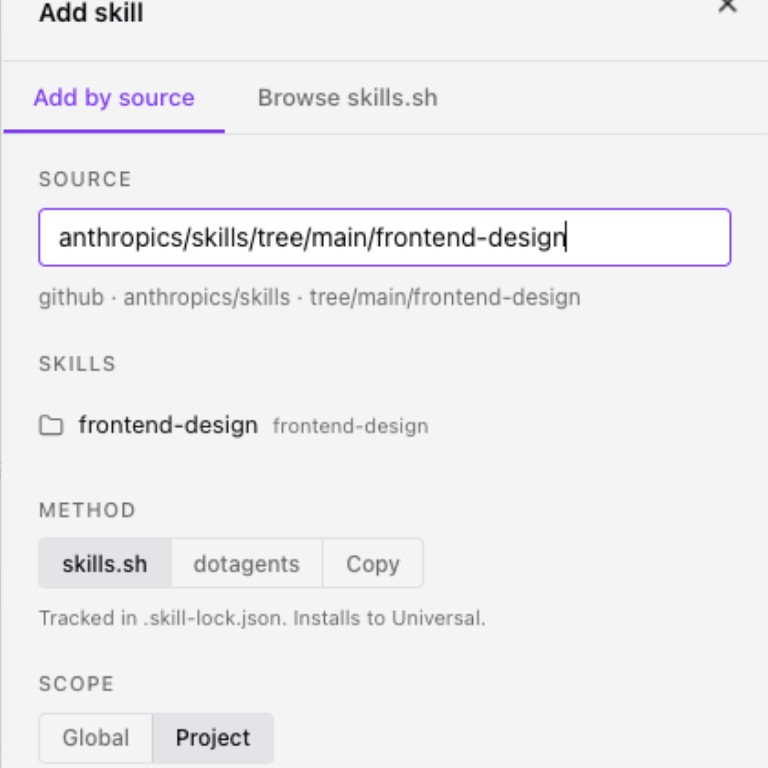 Add skill
Add by source Browse skills.sh
SOURCE
anthropics/skills/tree/main/frontend-design
github · anthropics/skills · tree/main/frontend-design
SKILLS
frontend-design frontend-design
METHOD
skills.sh dotagents Copy
Tracked in .skill-lock.json. Installs to Universal.
SCOPE
Global Project